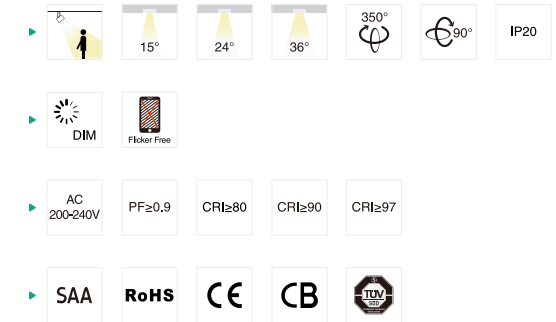 15° 24° 36° 350° 90° IP20
DIM Flicker Free
AC 200-240V PF≥0.9 CRI≥80 CRI≥90 CRI≥97
SAA RoHS CE CB TÜV SÜD